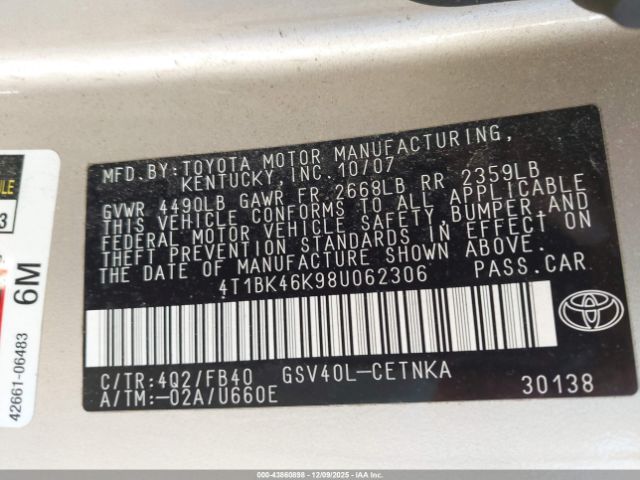 MFD.BY:TOYOTA MOTOR MANUFACTURING,
KENTUCKY, INC. 10/07
GVWR 4490LB GAWR FR 2668LB RR 2359LB
THIS VEHICLE CONFORMS TO ALL APPLICABLE
FEDERAL MOTOR VEHICLE SAFETY, BUMPER, AND
THEFT PREVENTION STANDARDS IN EFFECT ON
THE DATE OF MANUFACTURE SHOWN ABOVE.
4T1BK46K98U062306 PASS.CAR
C/TR:4Q2/FB40 GSV40L-CETNKA
A/TM:-02A/U660E 30138
TOYOTA
6M
42661-06483
000-43860898 - 12/09/2025 - IAAI